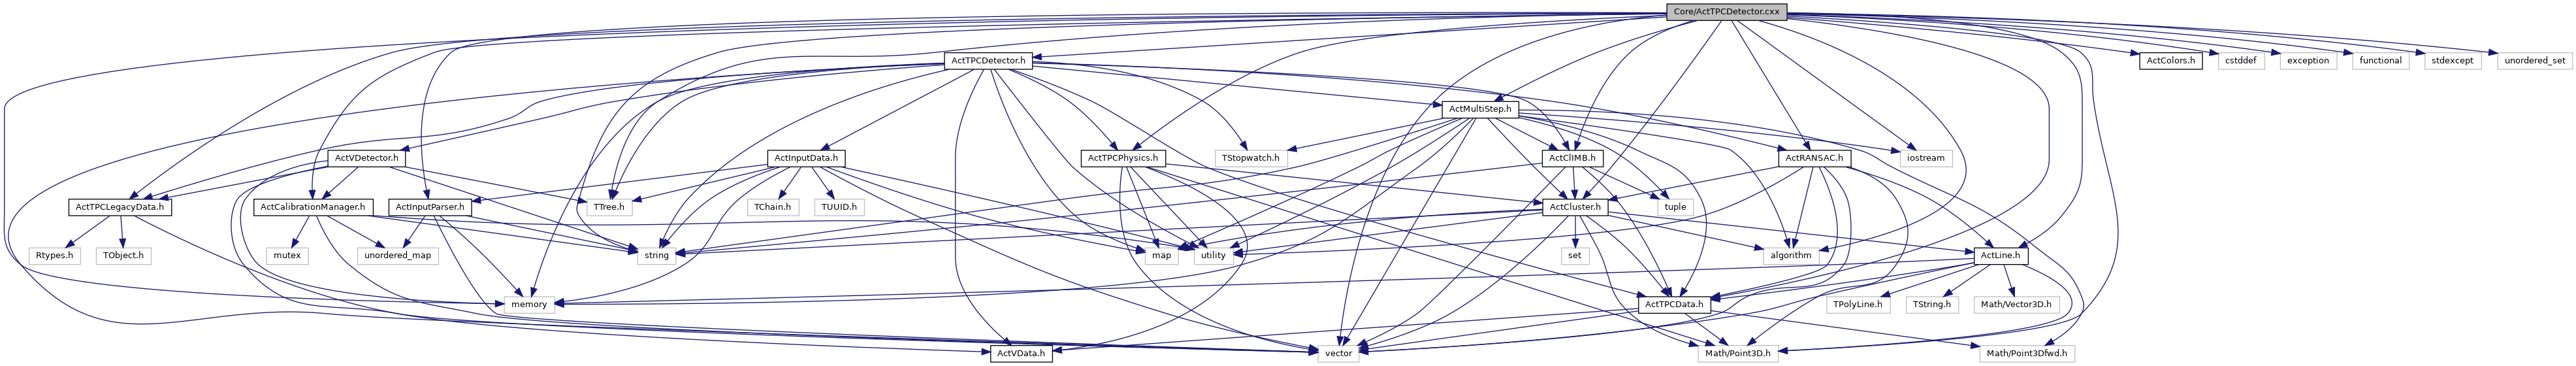 Core/ActTPCDetector.cxx
ActTPCDetector.h
ActColors.h
cstddef
exception
functional
stdexcept
unordered_set
ActMultiStep.h
ActVDetector.h
ActInputData.h
ActTPCPhysics.h
TStopwatch.h
ActClIMB.h
ActRANSAC.h
iostream
ActTPCLegacyData.h
ActCalibrationManager.h
ActInputParser.h
TTree.h
TChain.h
TUUID.h
ActCluster.h
tuple
Rtypes.h
TObject.h
mutex
unordered_map
string
map
utility
set
algorithm
ActLine.h
memory
ActTPCData.h
TPolyLine.h
TString.h
Math/Vector3D.h
ActVData.h
vector
Math/Point3D.h
Math/Point3Dfwd.h